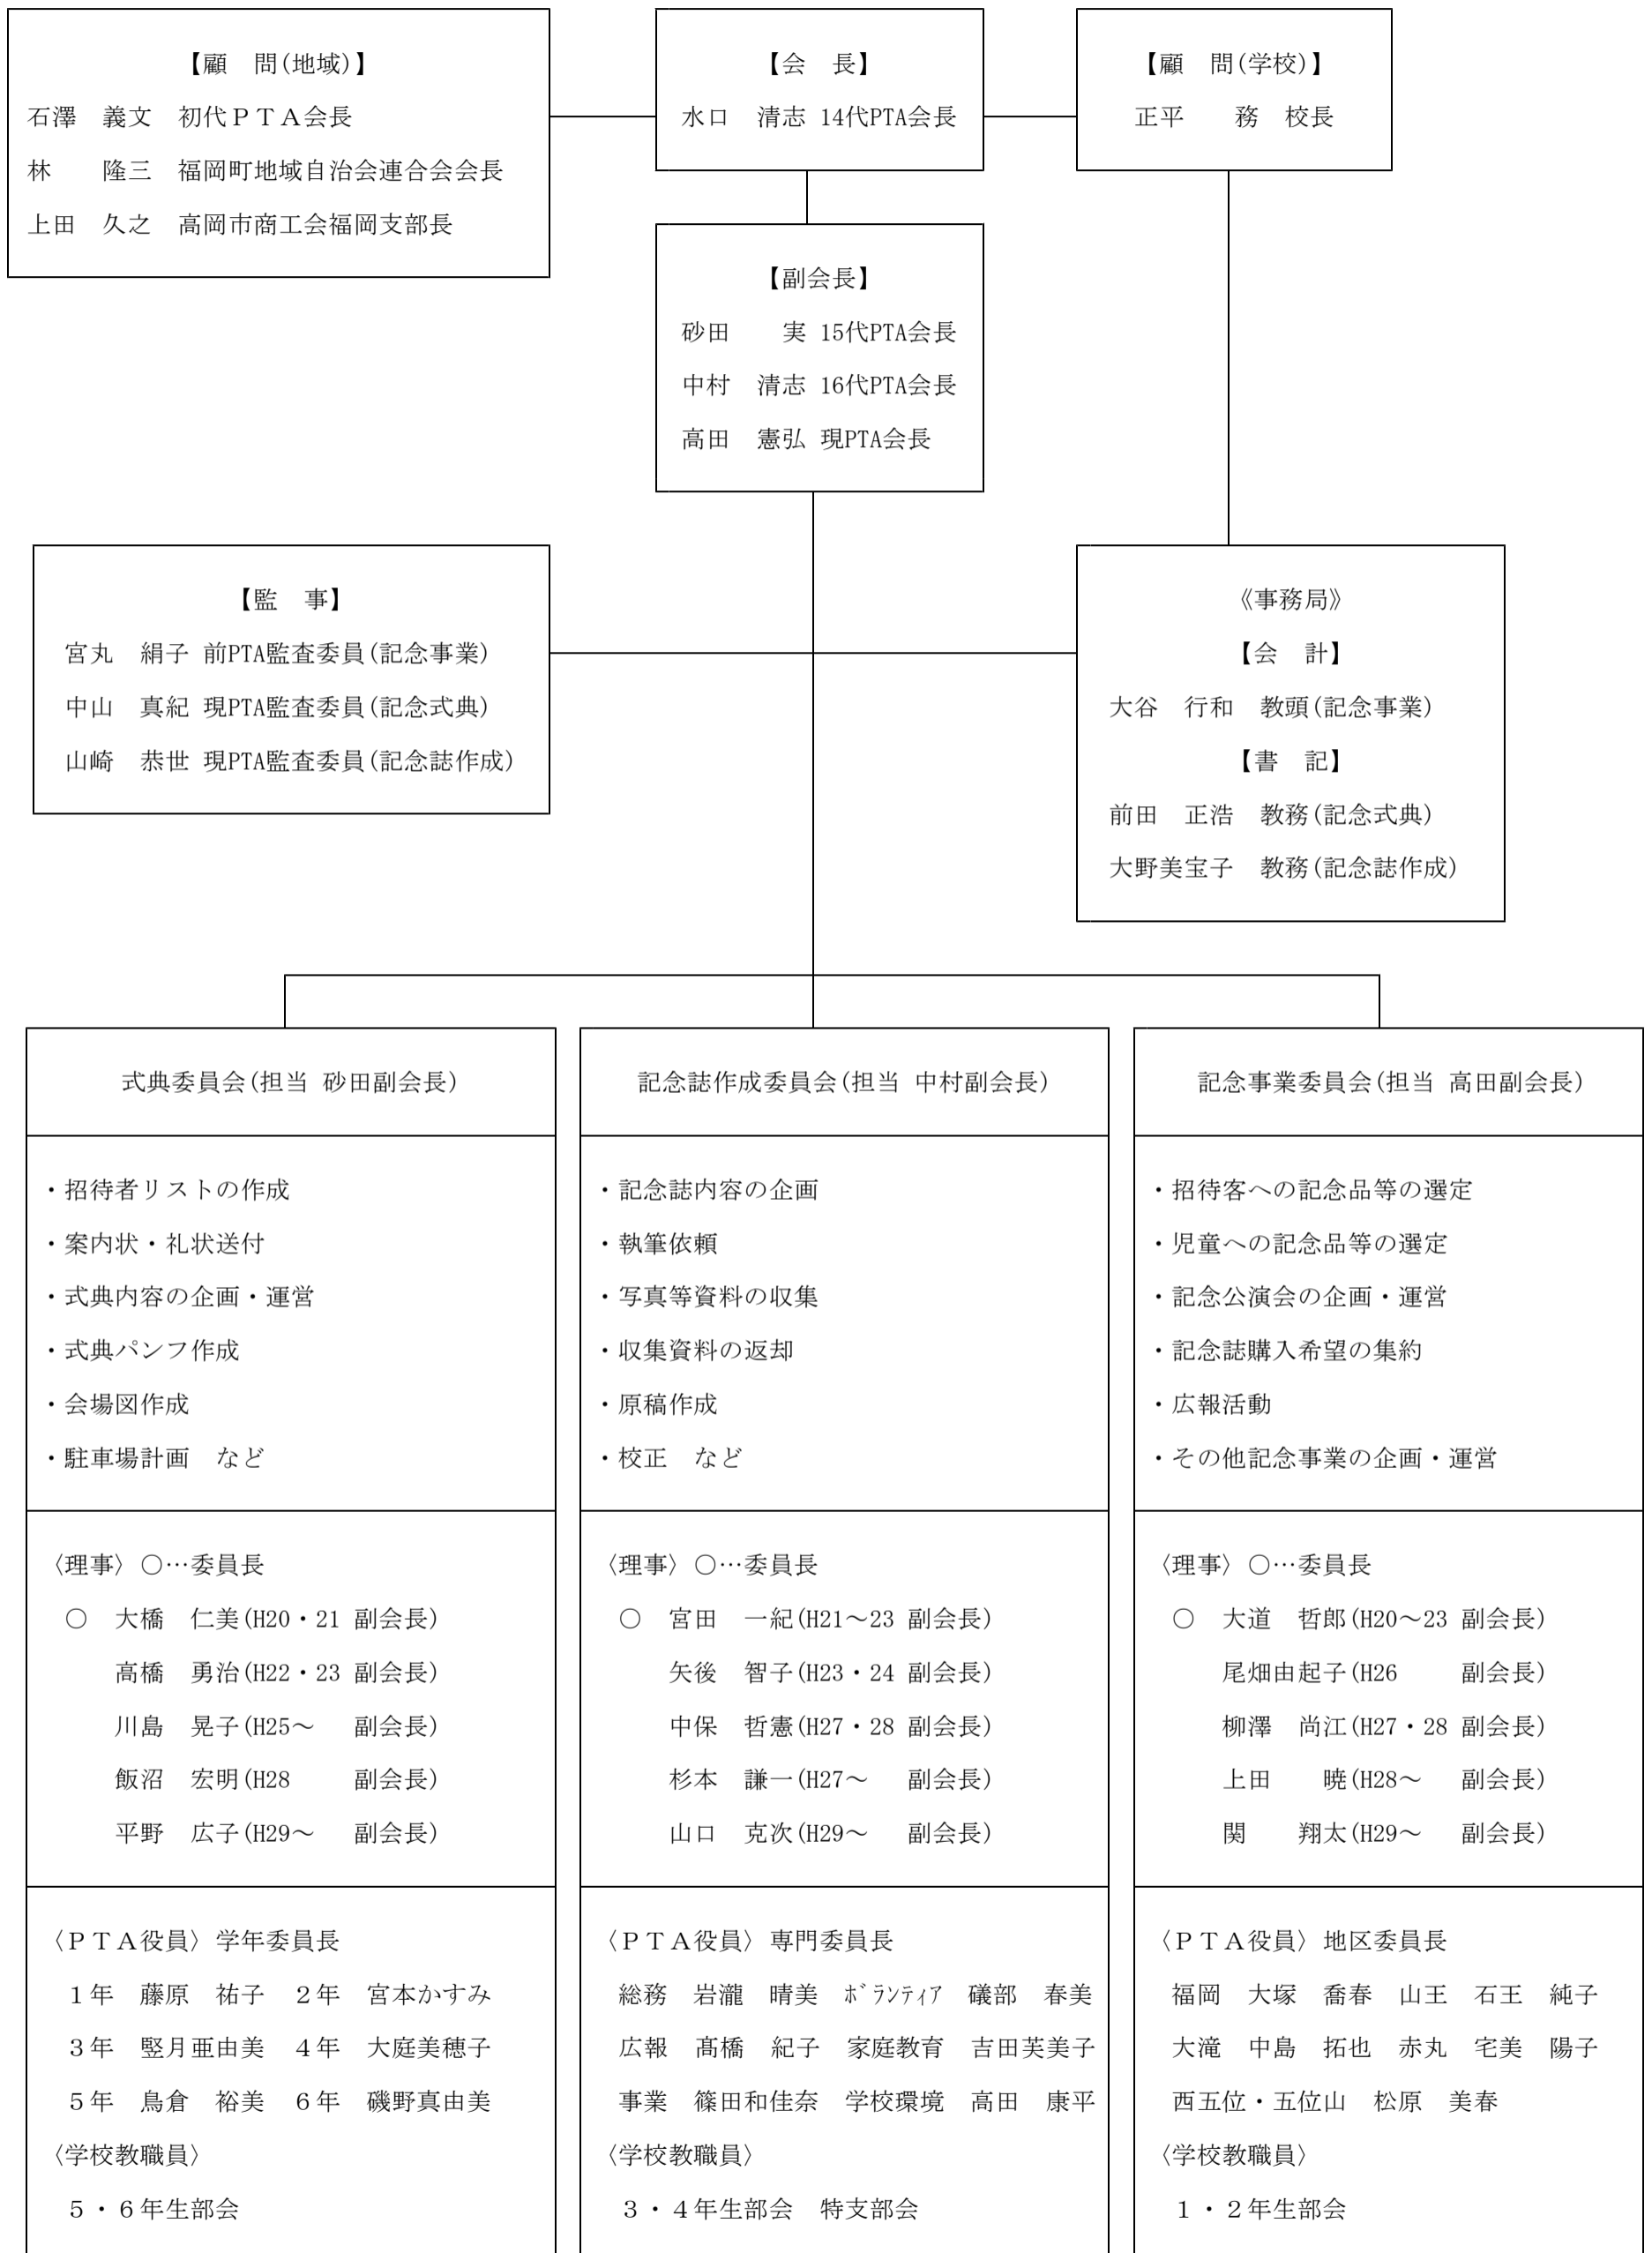 【顧　問(地域)】
石澤　義文　初代ＰＴＡ会長
林　　隆三　福岡町地域自治会連合会会長
上田　久之　高岡市商工会福岡支部長
【会　長】
水口　清志 14代PTA会長
【顧　問(学校)】
正平　　務　校長
【副会長】
砂田　　実 15代PTA会長
中村　清志 16代PTA会長
高田　憲弘 現PTA会長
【監　事】
宮丸　絹子 前PTA監査委員(記念事業)
中山　真紀 現PTA監査委員(記念式典)
山崎　恭世 現PTA監査委員(記念誌作成)
《事務局》
【会　計】
大谷　行和　教頭(記念事業)
【書　記】
前田　正浩　教務(記念式典)
大野美宝子　教務(記念誌作成)
式典委員会(担当 砂田副会長)
・招待者リストの作成
・案内状・礼状送付
・式典内容の企画・運営
・式典パンフ作成
・会場図作成
・駐車場計画　など
〈理事〉○…委員長
○　大橋　仁美(H20・21 副会長)
高橋　勇治(H22・23 副会長)
川島　晃子(H25～　 副会長)
飯沼　宏明(H28　　 副会長)
平野　広子(H29～　 副会長)
〈ＰＴＡ役員〉学年委員長
１年　藤原　祐子　２年　宮本かすみ
３年　堅月亜由美　４年　大庭美穂子
５年　鳥倉　裕美　６年　磯野真由美
〈学校教職員〉
５・６年生部会
記念誌作成委員会(担当 中村副会長)
・記念誌内容の企画
・執筆依頼
・写真等資料の収集
・収集資料の返却
・原稿作成
・校正　など
〈理事〉○…委員長
○　宮田　一紀(H21～23 副会長)
矢後　智子(H23・24 副会長)
中保　哲憲(H27・28 副会長)
杉本　謙一(H27～　 副会長)
山口　克次(H29～　 副会長)
〈ＰＴＡ役員〉専門委員長
総務　岩瀧　晴美　ﾎﾞﾗﾝﾃｨｱ　礒部　春美
広報　髙橋　紀子　家庭教育　吉田芙美子
事業　篠田和佳奈　学校環境　高田　康平
〈学校教職員〉
３・４年生部会　特支部会
記念事業委員会(担当 高田副会長)
・招待客への記念品等の選定
・児童への記念品等の選定
・記念公演会の企画・運営
・記念誌購入希望の集約
・広報活動
・その他記念事業の企画・運営
〈理事〉○…委員長
○　大道　哲郎(H20～23 副会長)
尾畑由起子(H26　　 副会長)
柳澤　尚江(H27・28 副会長)
上田　　暁(H28～　 副会長)
関　　翔太(H29～　 副会長)
〈ＰＴＡ役員〉地区委員長
福岡　大塚　喬春　山王　石王　純子
大滝　中島　拓也　赤丸　宅美　陽子
西五位・五位山　松原　美春
〈学校教職員〉
１・２年生部会